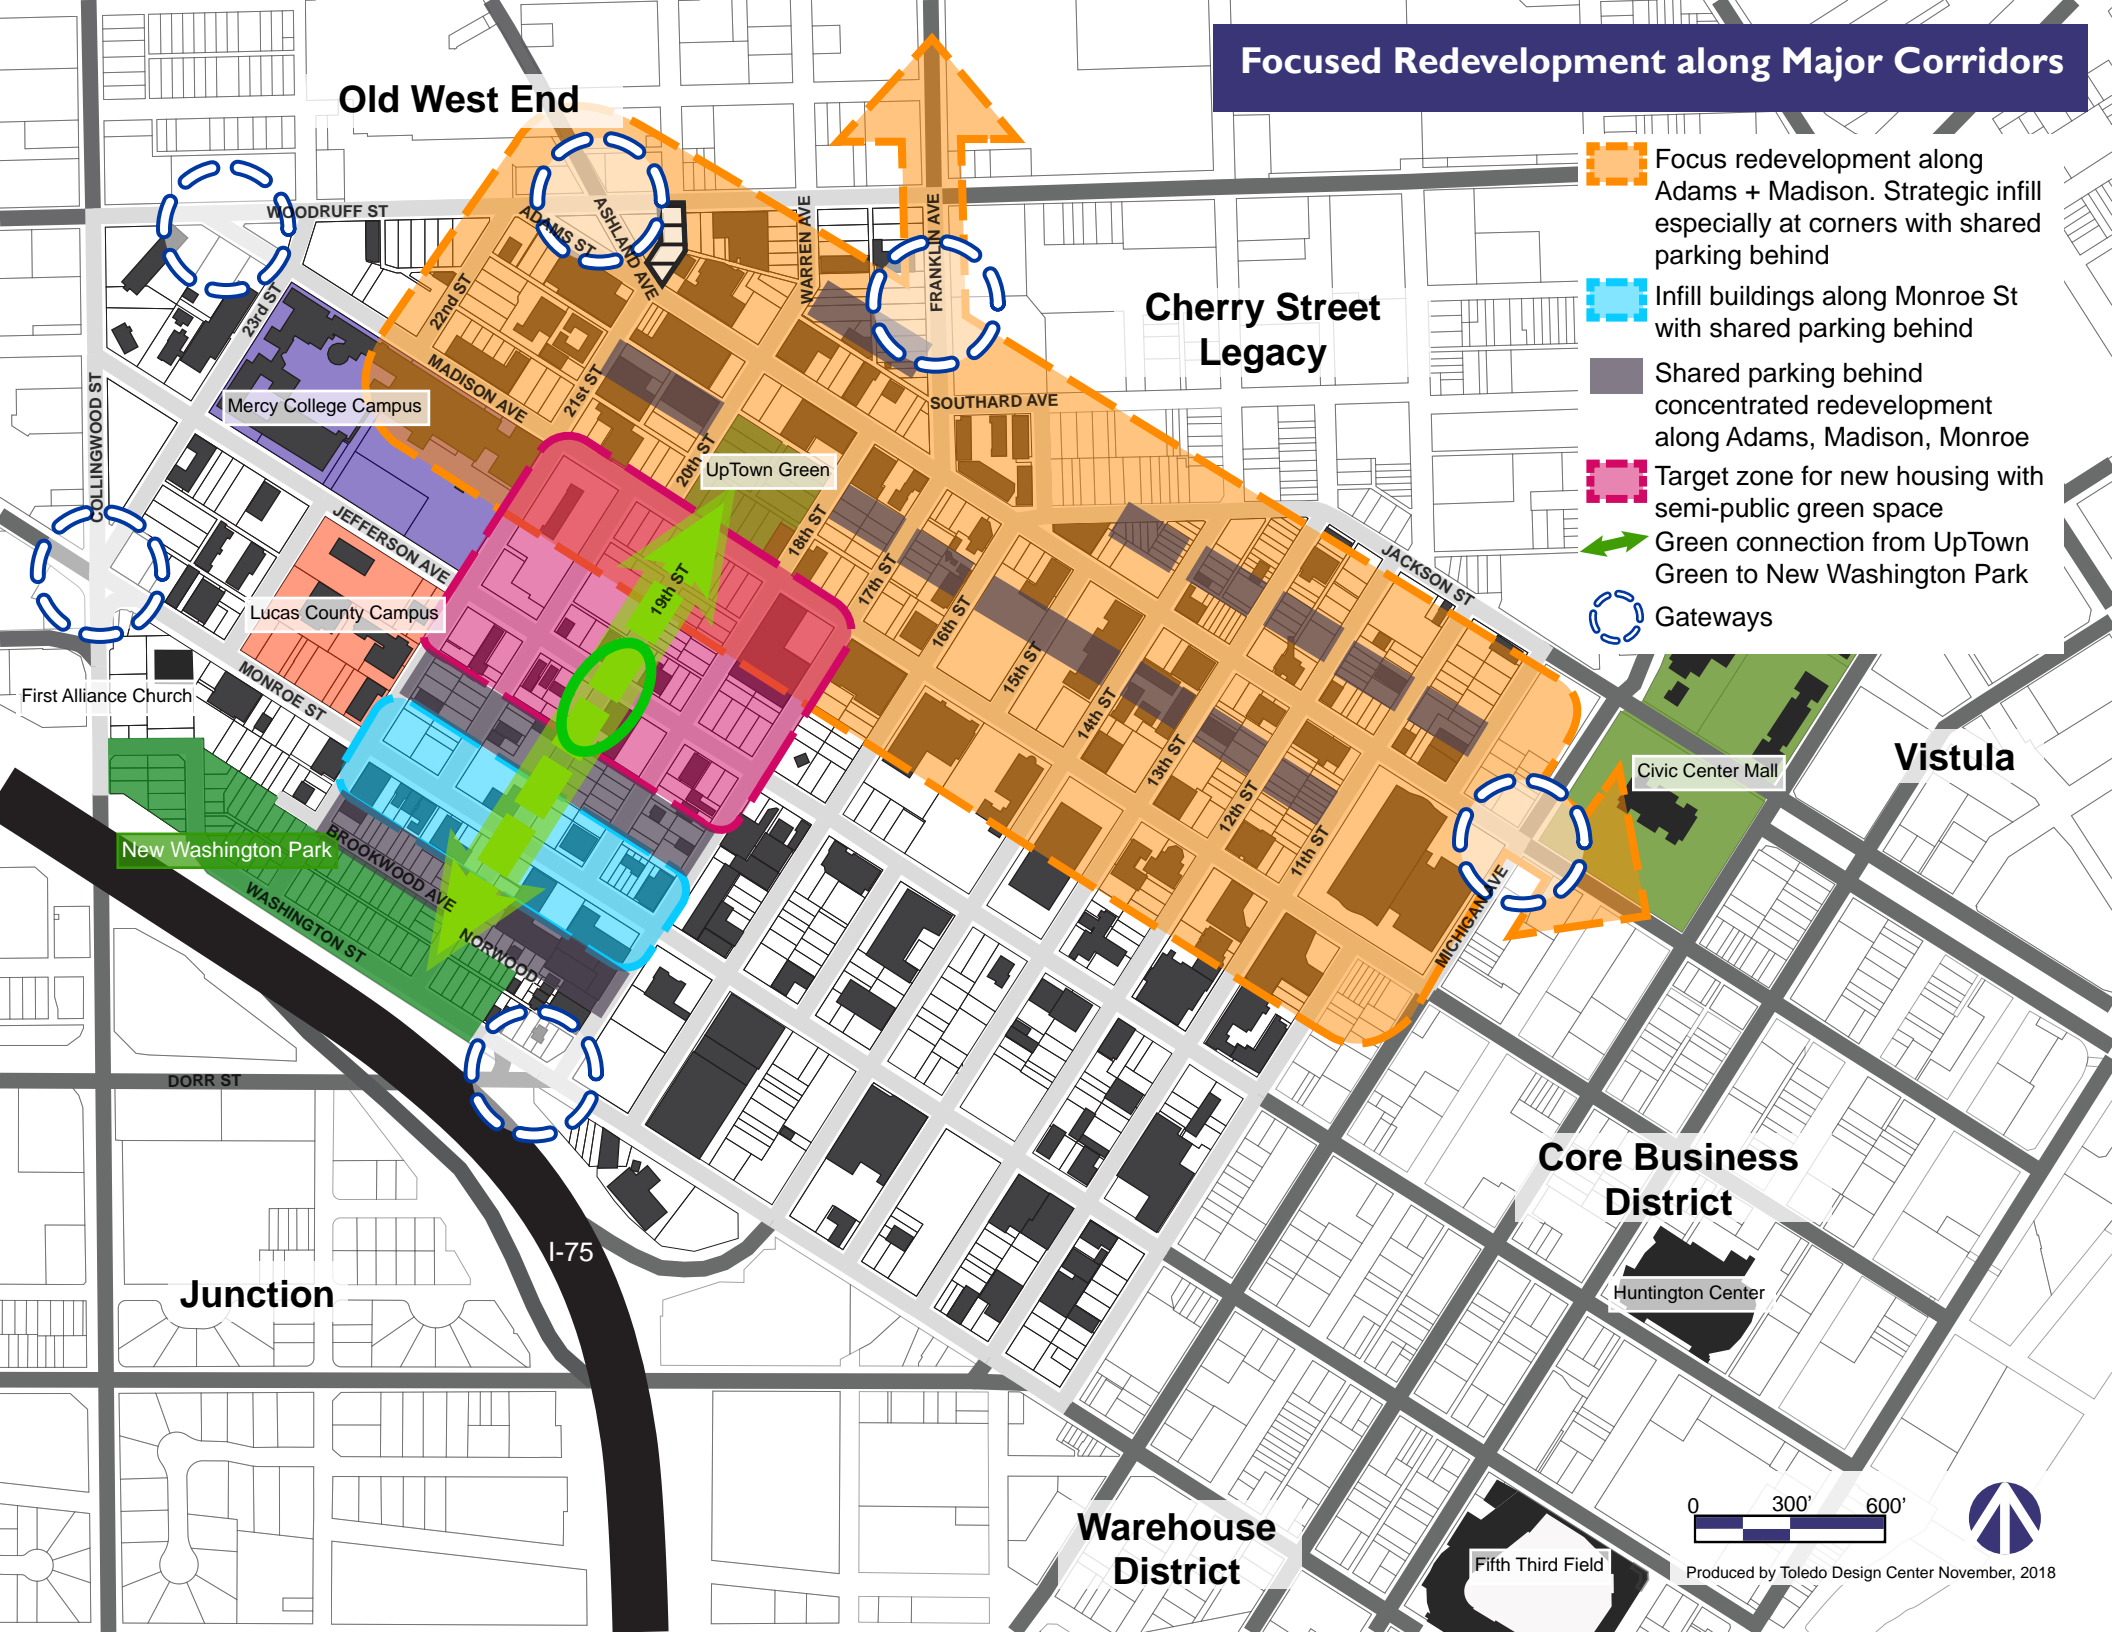 Focused Redevelopment along Major Corridors
Focus redevelopment along
Adams + Madison. Strategic infill
especially at corners with shared
parking behind
Infill buildings along Monroe St
with shared parking behind
Shared parking behind
concentrated redevelopment
along Adams, Madison, Monroe
Target zone for new housing with
semi-public green space
Green connection from UpTown
Green to New Washington Park
Gateways
Old West End
WOODRUFF ST
ADAMS ST
ASHLAND AVE
WARREN AVE
FRANKLIN AVE
23rd ST
22nd ST
Cherry Street
Legacy
MADISON AVE
21st ST
SOUTHARD AVE
Mercy College Campus
COLLINGWOOD ST
20th ST
UpTown Green
JEFFERSON AVE
18th ST
17th ST
JACKSON ST
19th ST
16th ST
Lucas County Campus
15th ST
14th ST
First Alliance Church
MONROE ST
13th ST
Vistula
Civic Center Mall
12th ST
11th ST
New Washington Park
BROOKWOOD AVE
MICHIGAN AVE
WASHINGTON ST
NORWOOD
DORR ST
Core Business
District
I-75
Junction
Huntington Center
Warehouse
District
Fifth Third Field
0 300' 600'
Produced by Toledo Design Center November, 2018